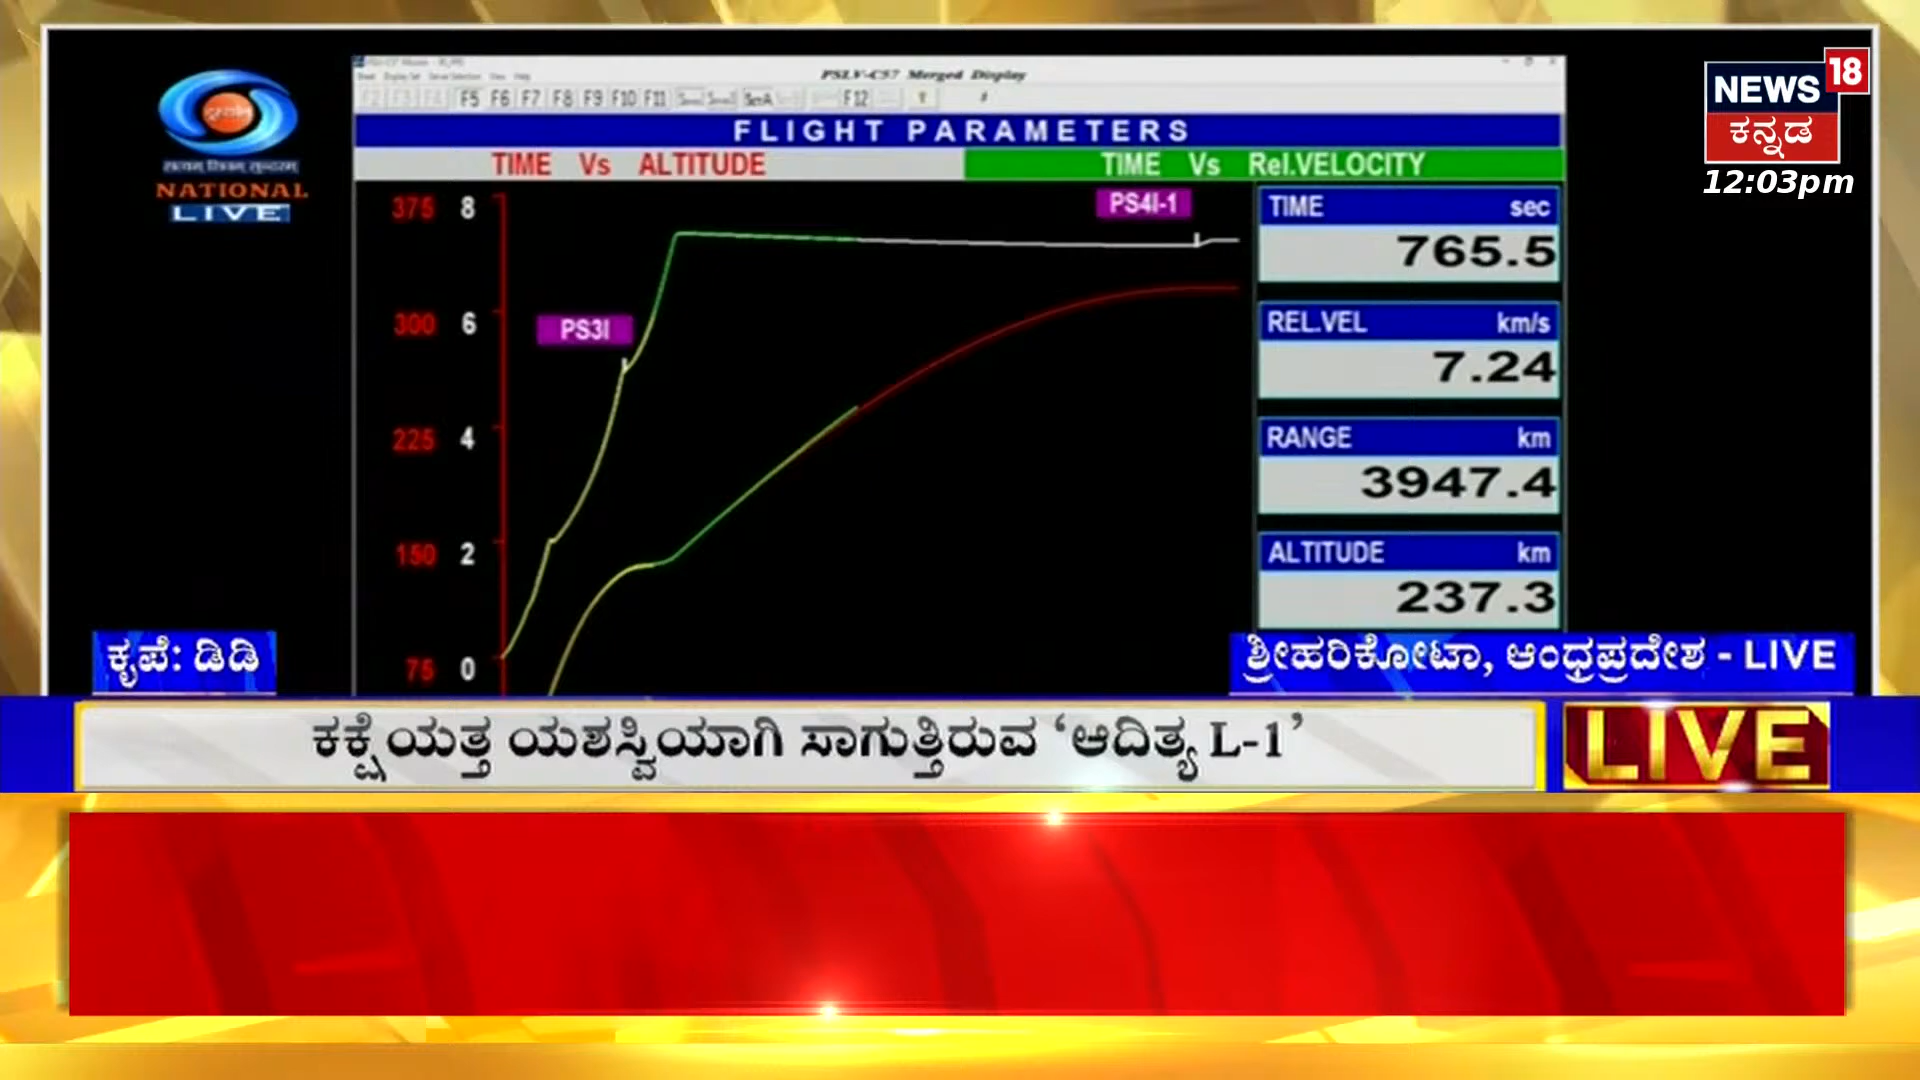 PSLV-C57 Merged Display
F5 F6 F7 F8 F9 F10 F11 F12
FLIGHT PARAMETERS
TIME Vs ALTITUDE
TIME Vs Rel.VELOCITY
NATIONAL
LIVE
NEWS 18
ಕನ್ನಡ
12:03pm
375 8
300 6
225 4
150 2
75 0
PS3I
PS4I-1
TIME sec
765.5
REL.VEL km/s
7.24
RANGE km
3947.4
ALTITUDE km
237.3
ಕೃಪೆ: ಡಿಡಿ
ಶ್ರೀಹರಿಕೋಟಾ, ಆಂಧ್ರಪ್ರದೇಶ - LIVE
ಕಕ್ಷೆಯತ್ತ ಯಶಸ್ವಿಯಾಗಿ ಸಾಗುತ್ತಿರುವ ‘ಆದಿತ್ಯ L-1’
LIVE